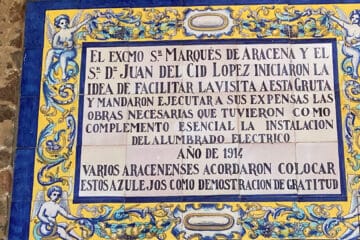 EL EXCMO SR MARQUÉS DE ARACENA Y EL
SR DN JUAN DEL CID LOPEZ INICIARON LA
IDEA DE FACILITAR LA VISITA A ESTA GRUTA
Y MANDARON EJECUTAR A SUS EXPENSAS LAS
OBRAS NECESARIAS QUE TUVIERON COMO
COMPLEMENTO ESENCIAL LA INSTALACION
DEL ALUMBRADO ELECTRICO
AÑO DE 1914
VARIOS ARACENENSES ACORDARON COLOCAR
ESTOS AZULEJOS COMO DEMOSTRACION DE GRATITUD